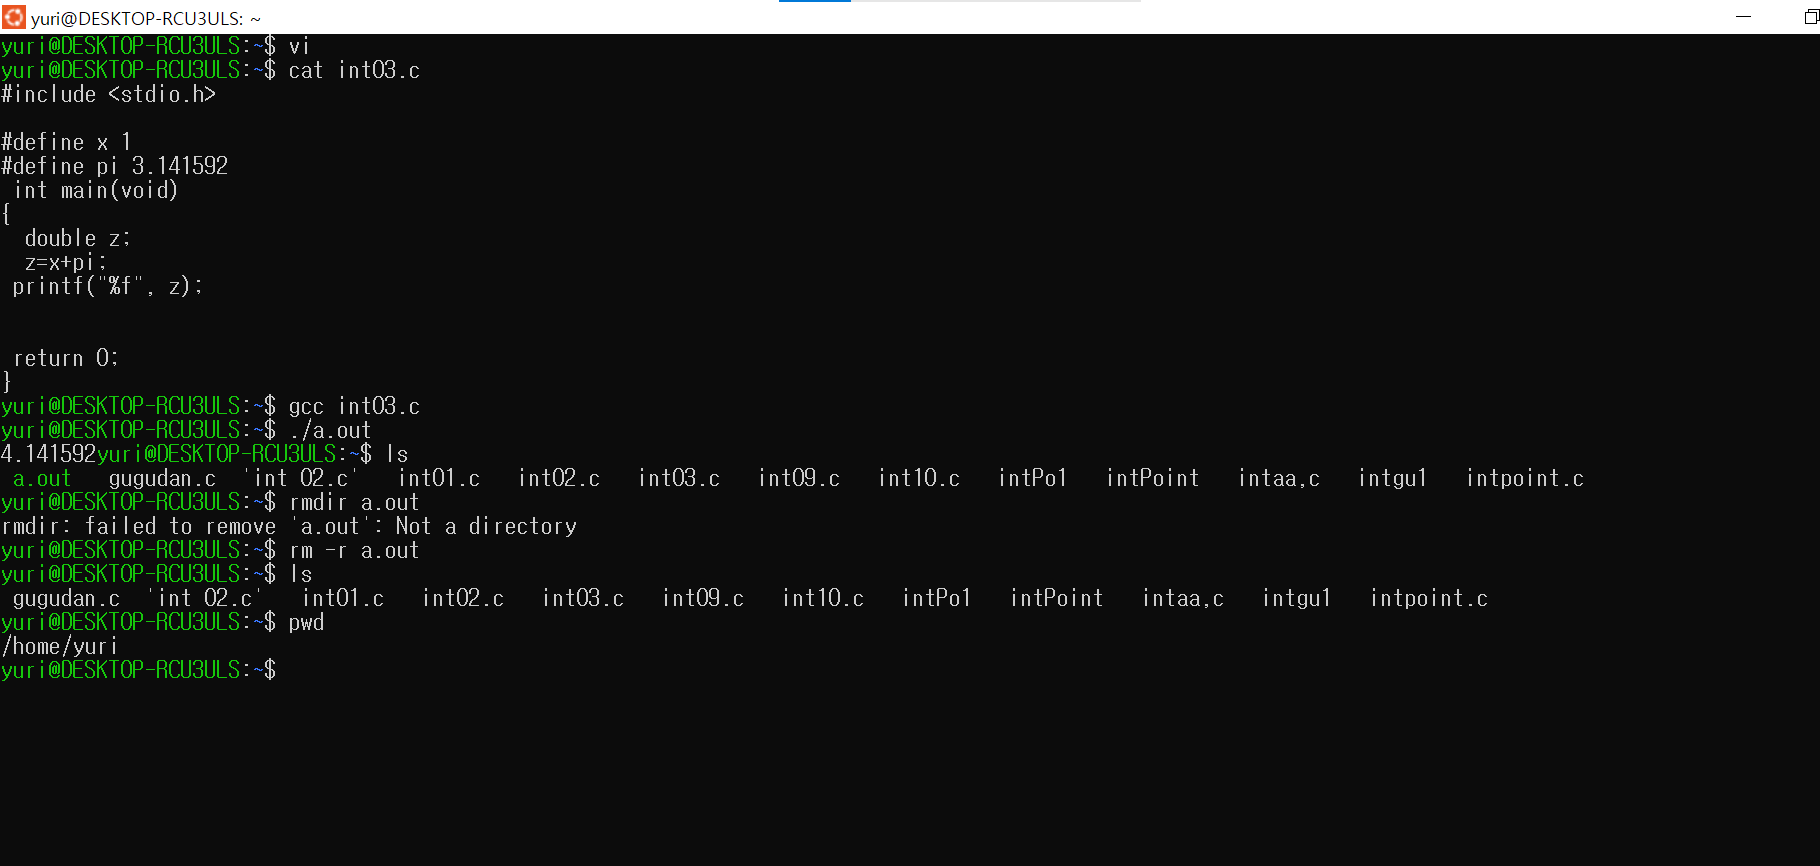 yuri@DESKTOP-RCU3ULS: ~
yuri@DESKTOP-RCU3ULS:~$ vi
yuri@DESKTOP-RCU3ULS:~$ cat int03.c
#include <stdio.h>
#define x 1
#define pi 3.141592
int main(void)
{
double z;
z=x+pi;
printf("%f", z);
return 0;
}
yuri@DESKTOP-RCU3ULS:~$ gcc int03.c
yuri@DESKTOP-RCU3ULS:~$ ./a.out
4.141592yuri@DESKTOP-RCU3ULS:~$ ls
a.out gugudan.c 'int 02.c' int01.c int02.c int03.c int09.c int10.c intPo1 intPoint intaa,c intgu1 intpoint.c
yuri@DESKTOP-RCU3ULS:~$ rmdir a.out
rmdir: failed to remove 'a.out': Not a directory
yuri@DESKTOP-RCU3ULS:~$ rm -r a.out
yuri@DESKTOP-RCU3ULS:~$ ls
gugudan.c 'int 02.c' int01.c int02.c int03.c int09.c int10.c intPo1 intPoint intaa,c intgu1 intpoint.c
yuri@DESKTOP-RCU3ULS:~$ pwd
/home/yuri
yuri@DESKTOP-RCU3ULS:~$